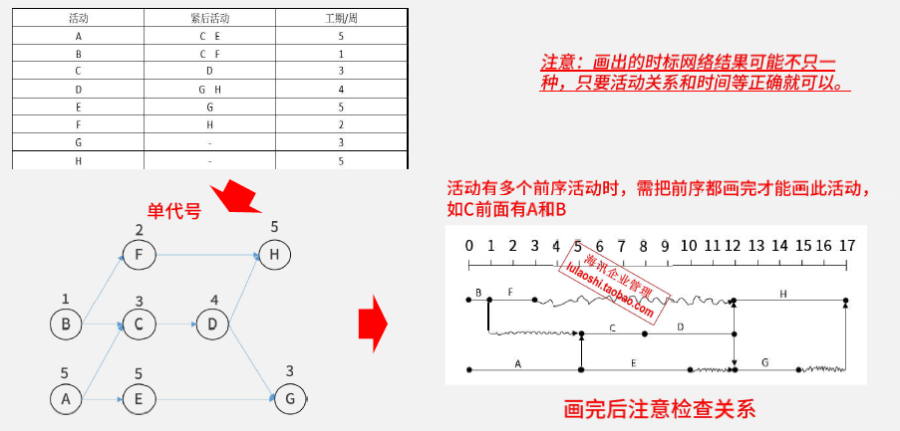 活动 紧后活动 工期/周
A C E 5
B C F 1
C D 3
D G H 4
E G 5
F H 2
G - 3
H - 5
注意：画出的时标网络结果可能不只一
种，只要活动关系和时间等正确就可以。
单代号
2
F
5
H
1
B
3
C
4
D
5
A
5
E
3
G
活动有多个前序活动时，需把前序都画完才能画此活动，
如C前面有A和B
0 1 2 3 4 5 6 7 8 9 10 11 12 13 14 15 16 17
海讯企业管理
lulaoshi.taobao.com
B F H
C D
A E G
画完后注意检查关系